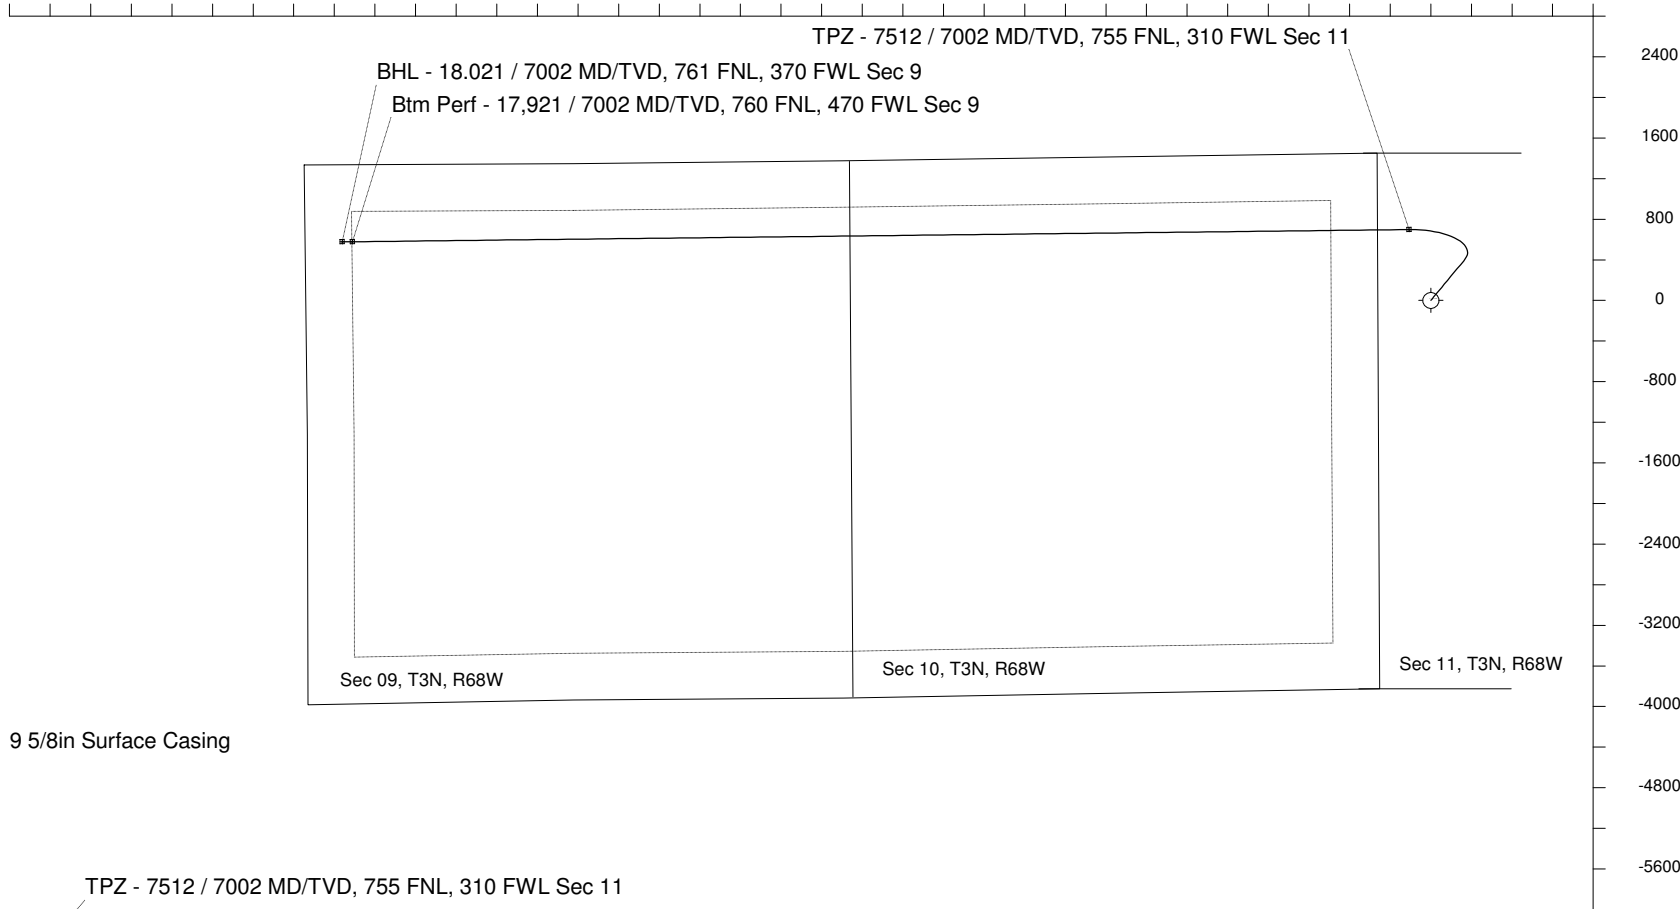 TPZ - 7512 / 7002 MD/TVD, 755 FNL, 310 FWL Sec 11
BHL - 18.021 / 7002 MD/TVD, 761 FNL, 370 FWL Sec 9
Btm Perf - 17,921 / 7002 MD/TVD, 760 FNL, 470 FWL Sec 9
2400
1600
800
0
-800
-1600
-2400
-3200
-4000
-4800
-5600
Sec 09, T3N, R68W
Sec 10, T3N, R68W
Sec 11, T3N, R68W
9 5/8in Surface Casing
TPZ - 7512 / 7002 MD/TVD, 755 FNL, 310 FWL Sec 11